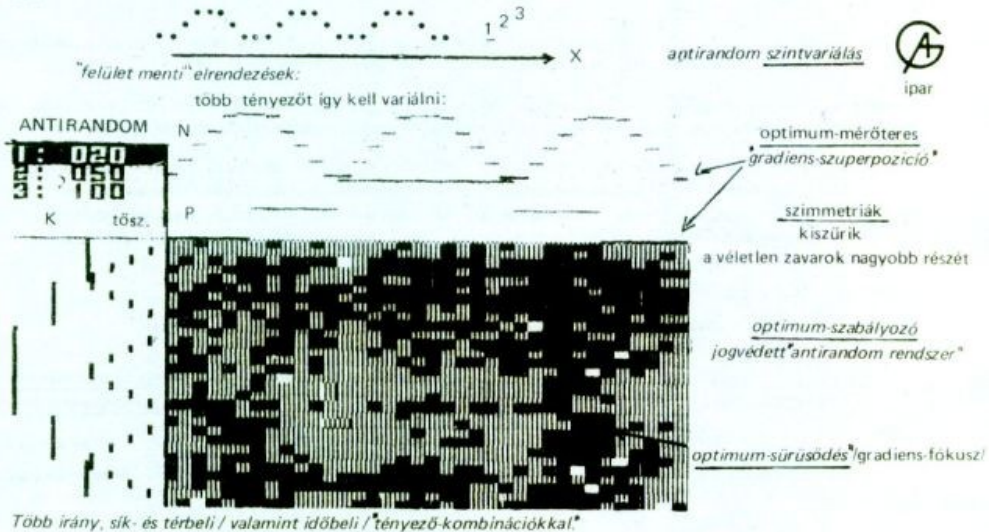 1 2 3
X
antirandom szintvariálás
AG
ipar
"felület menti" elrendezések:
több tényezőt így kell variálni:
ANTIRANDOM
1: 020
2: 050
3: 100
K tősz.
N
P
optimum-mérőteres
"gradiens-szuperpozíció."
szimmetriák
kiszűrik
a véletlen zavarok nagyobb részét
optimum-szabályozó
jogvédett "antirandom rendszer"
optimum-sűrűsödés"/gradiens-fókusz/
Több irány, sík- és térbeli / valamint időbeli / "tényező-kombinációkkal."